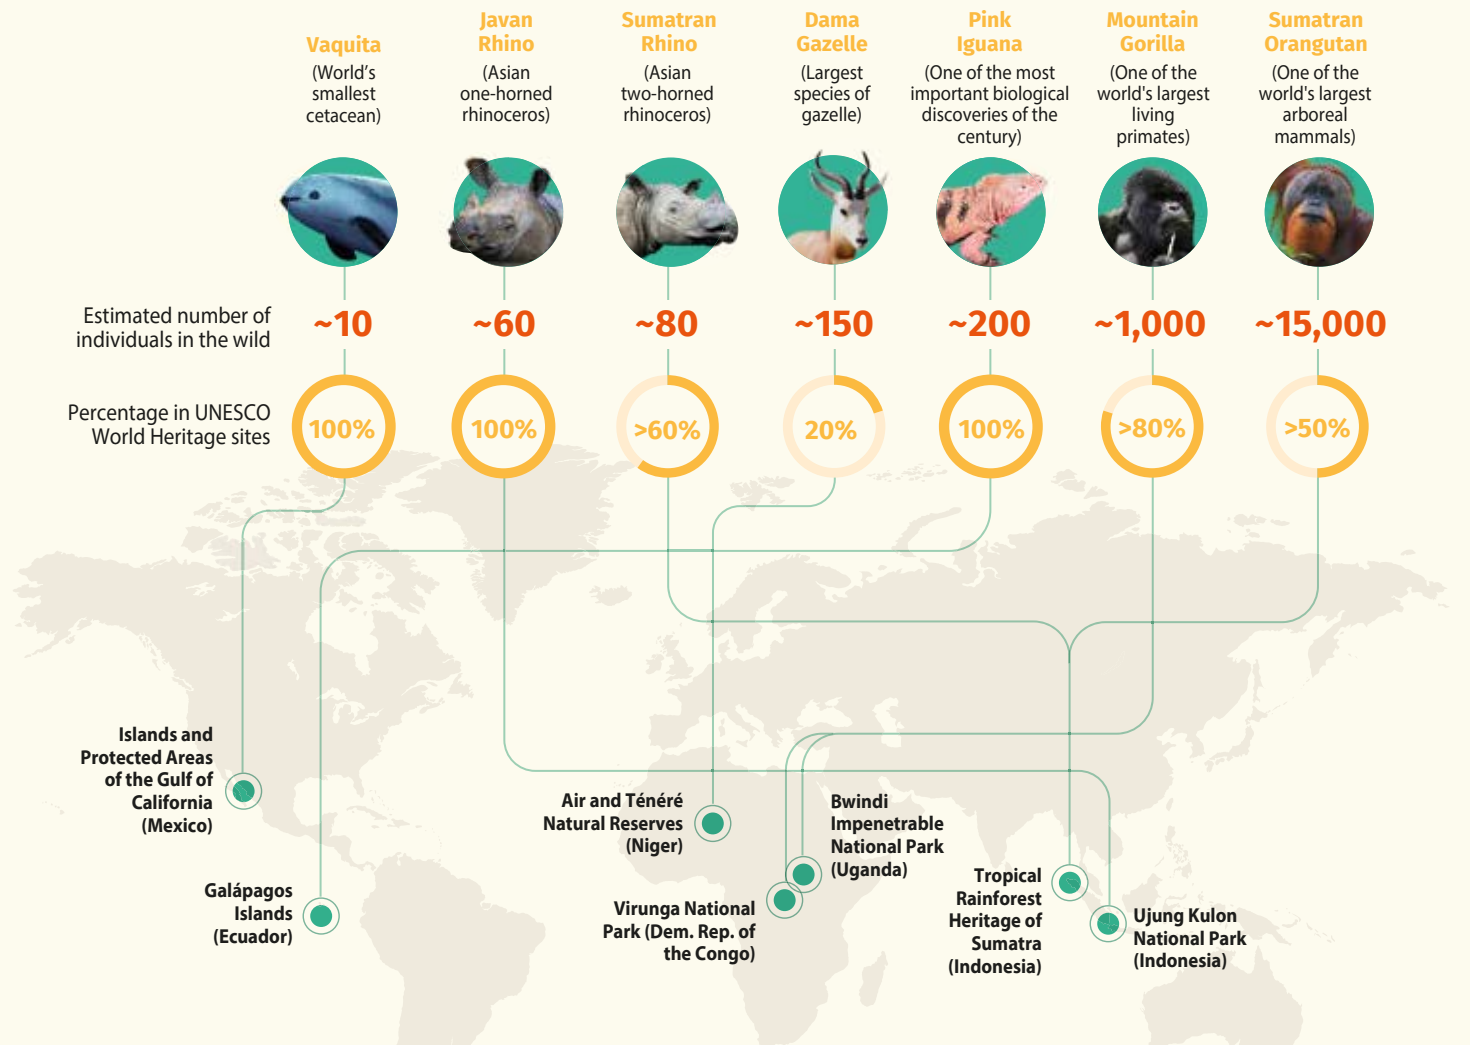 Vaquita
(World's
smallest
cetacean)
Javan
Rhino
(Asian
one-horned
rhinoceros)
Sumatran
Rhino
(Asian
two-horned
rhinoceros)
Dama
Gazelle
(Largest
species of
gazelle)
Pink
Iguana
(One of the most
important biological
discoveries of the
century)
Mountain
Gorilla
(One of the
world's largest
living
primates)
Sumatran
Orangutan
(One of the
world's largest
arboreal
mammals)
Estimated number of
individuals in the wild
~10
~60
~80
~150
~200
~1,000
~15,000
Percentage in UNESCO
World Heritage sites
100%
100%
>60%
20%
100%
>80%
>50%
Islands and
Protected Areas
of the Gulf of
California
(Mexico)
Galápagos
Islands
(Ecuador)
Air and Ténéré
Natural Reserves
(Niger)
Virunga National
Park (Dem. Rep. of
the Congo)
Bwindi
Impenetrable
National Park
(Uganda)
Tropical
Rainforest
Heritage of
Sumatra
(Indonesia)
Ujung Kulon
National Park
(Indonesia)